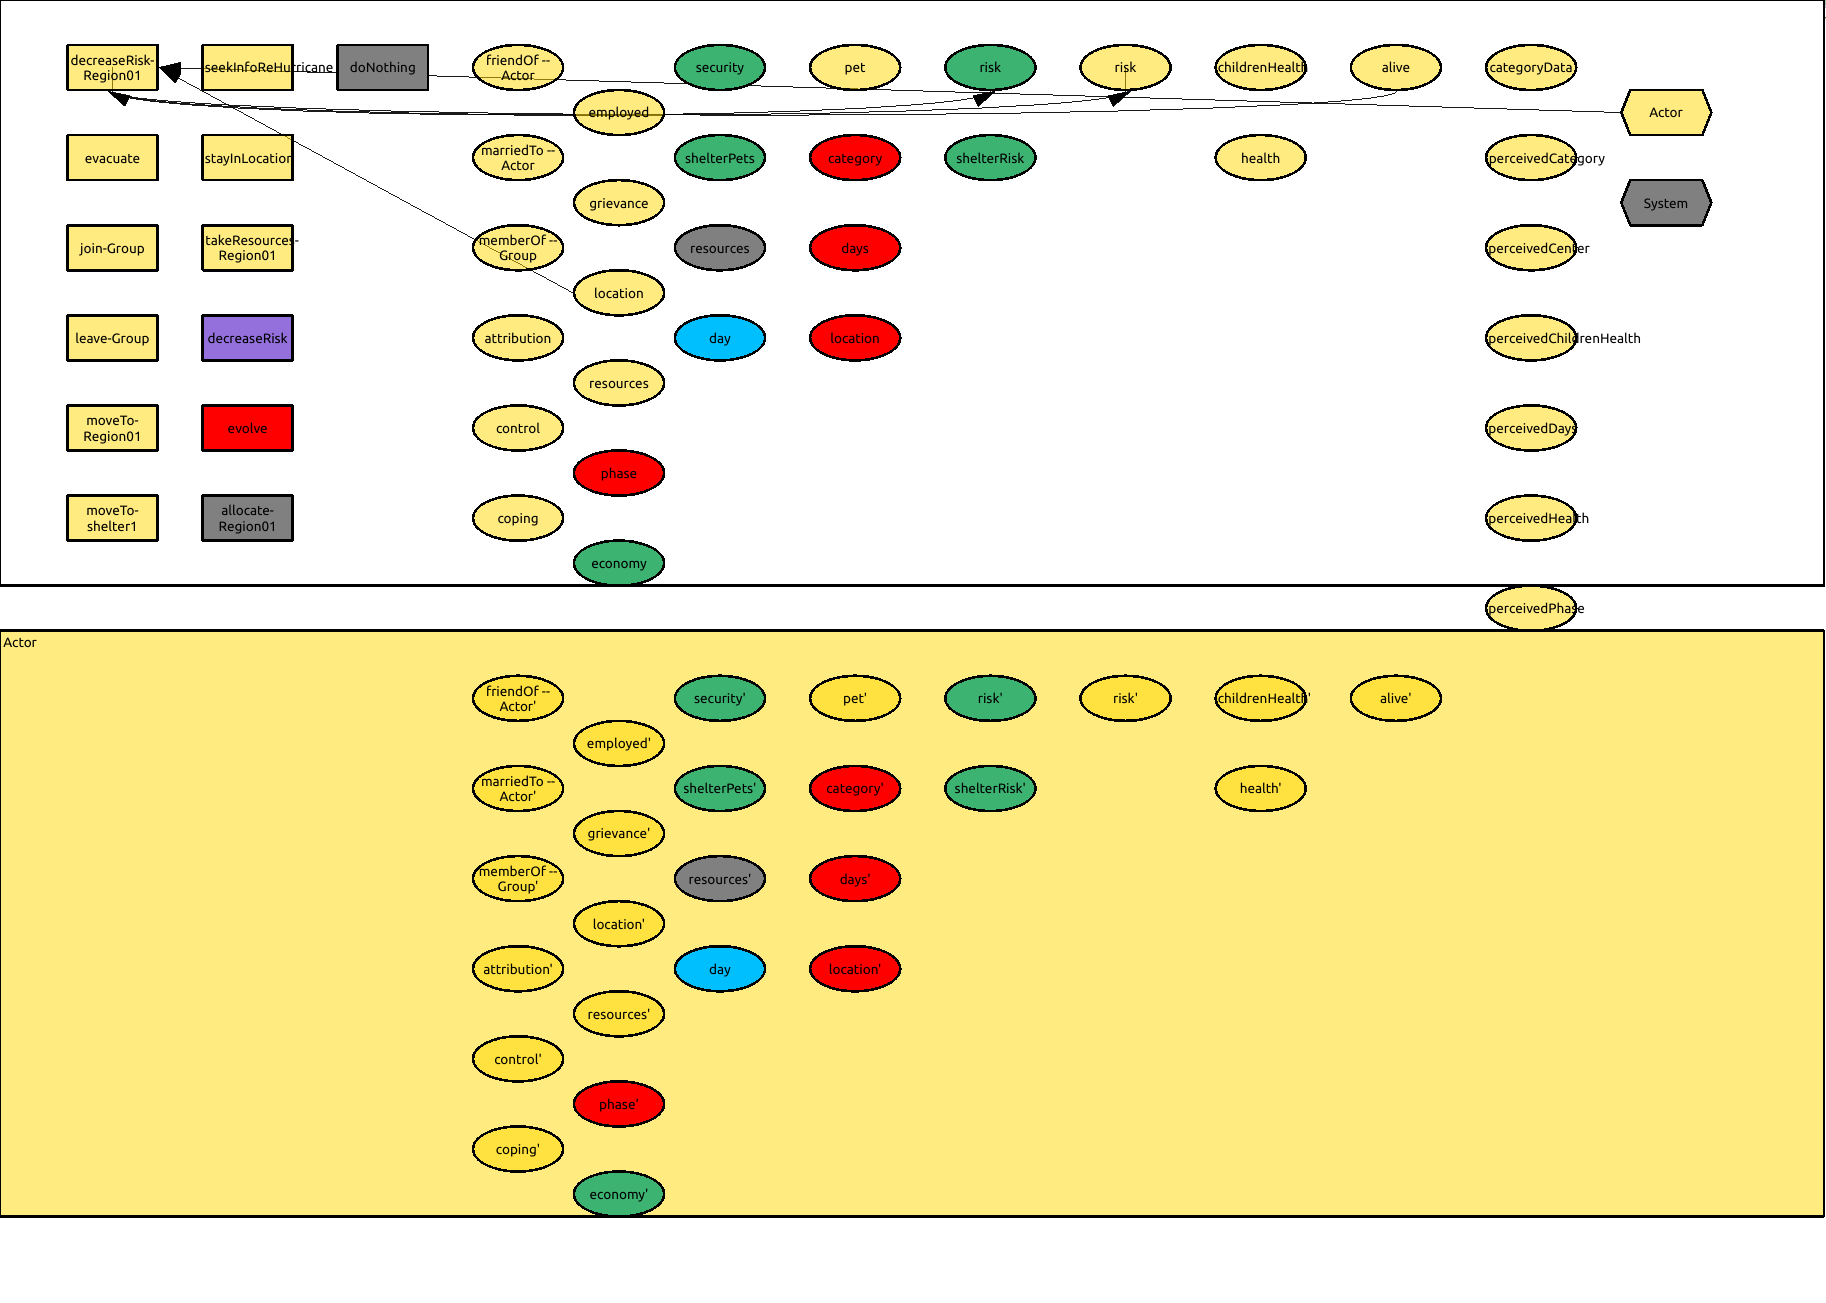 decreaseRisk-
Region01
seekInfoReHurricane
doNothing
friendOf --
Actor
security
pet
risk
risk
childrenHealth
alive
categoryData
employed
Actor
evacuate
stayInLocation
marriedTo --
Actor
shelterPets
category
shelterRisk
health
perceivedCategory
grievance
System
join-Group
takeResources-
Region01
memberOf --
Group
resources
days
perceivedCenter
location
leave-Group
decreaseRisk
attribution
day
location
perceivedChildrenHealth
resources
moveTo-
Region01
evolve
control
perceivedDays
phase
moveTo-
shelter1
allocate-
Region01
coping
perceivedHealth
economy
perceivedPhase
Actor
friendOf --
Actor'
security'
pet'
risk'
risk'
childrenHealth'
alive'
employed'
marriedTo --
Actor'
shelterPets'
category'
shelterRisk'
health'
grievance'
memberOf --
Group'
resources'
days'
location'
attribution'
day
location'
resources'
control'
phase'
coping'
economy'